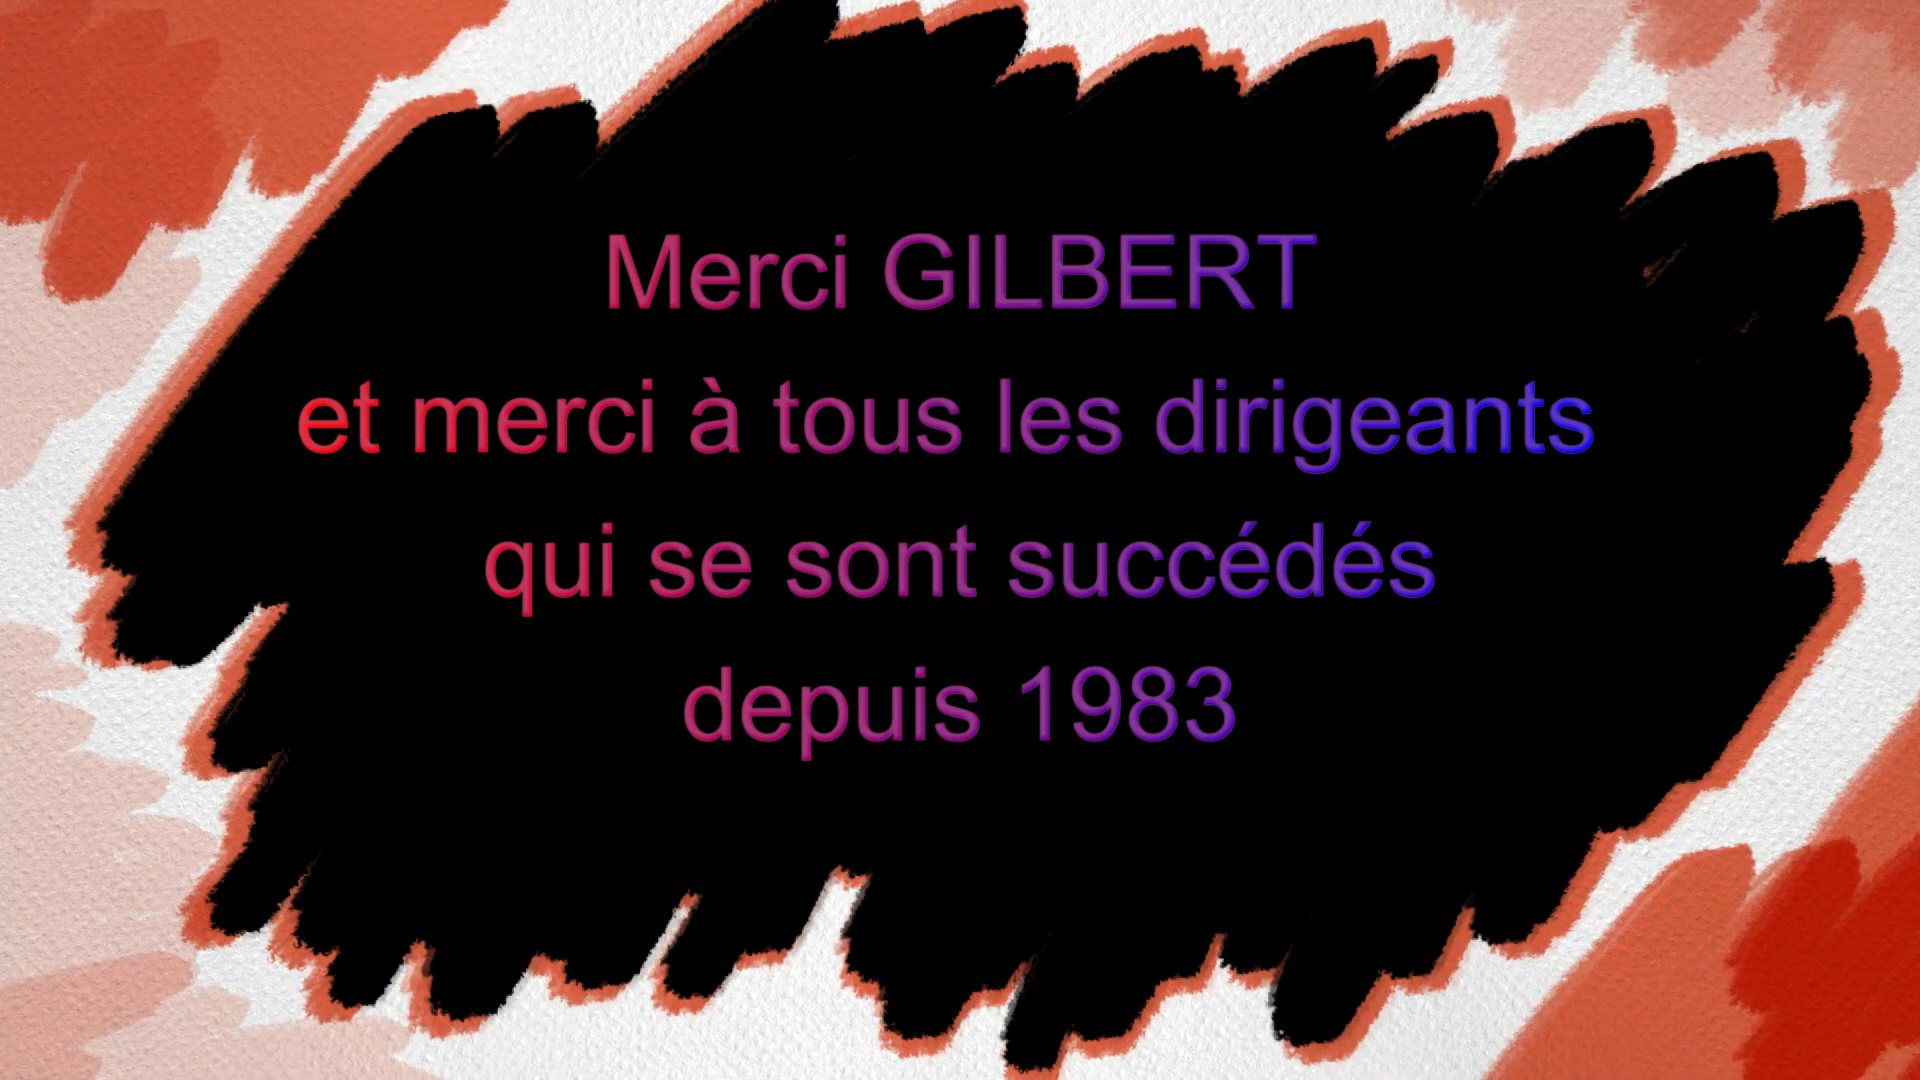 Merci GILBERT
et merci à tous les dirigeants
qui se sont succédés
depuis 1983